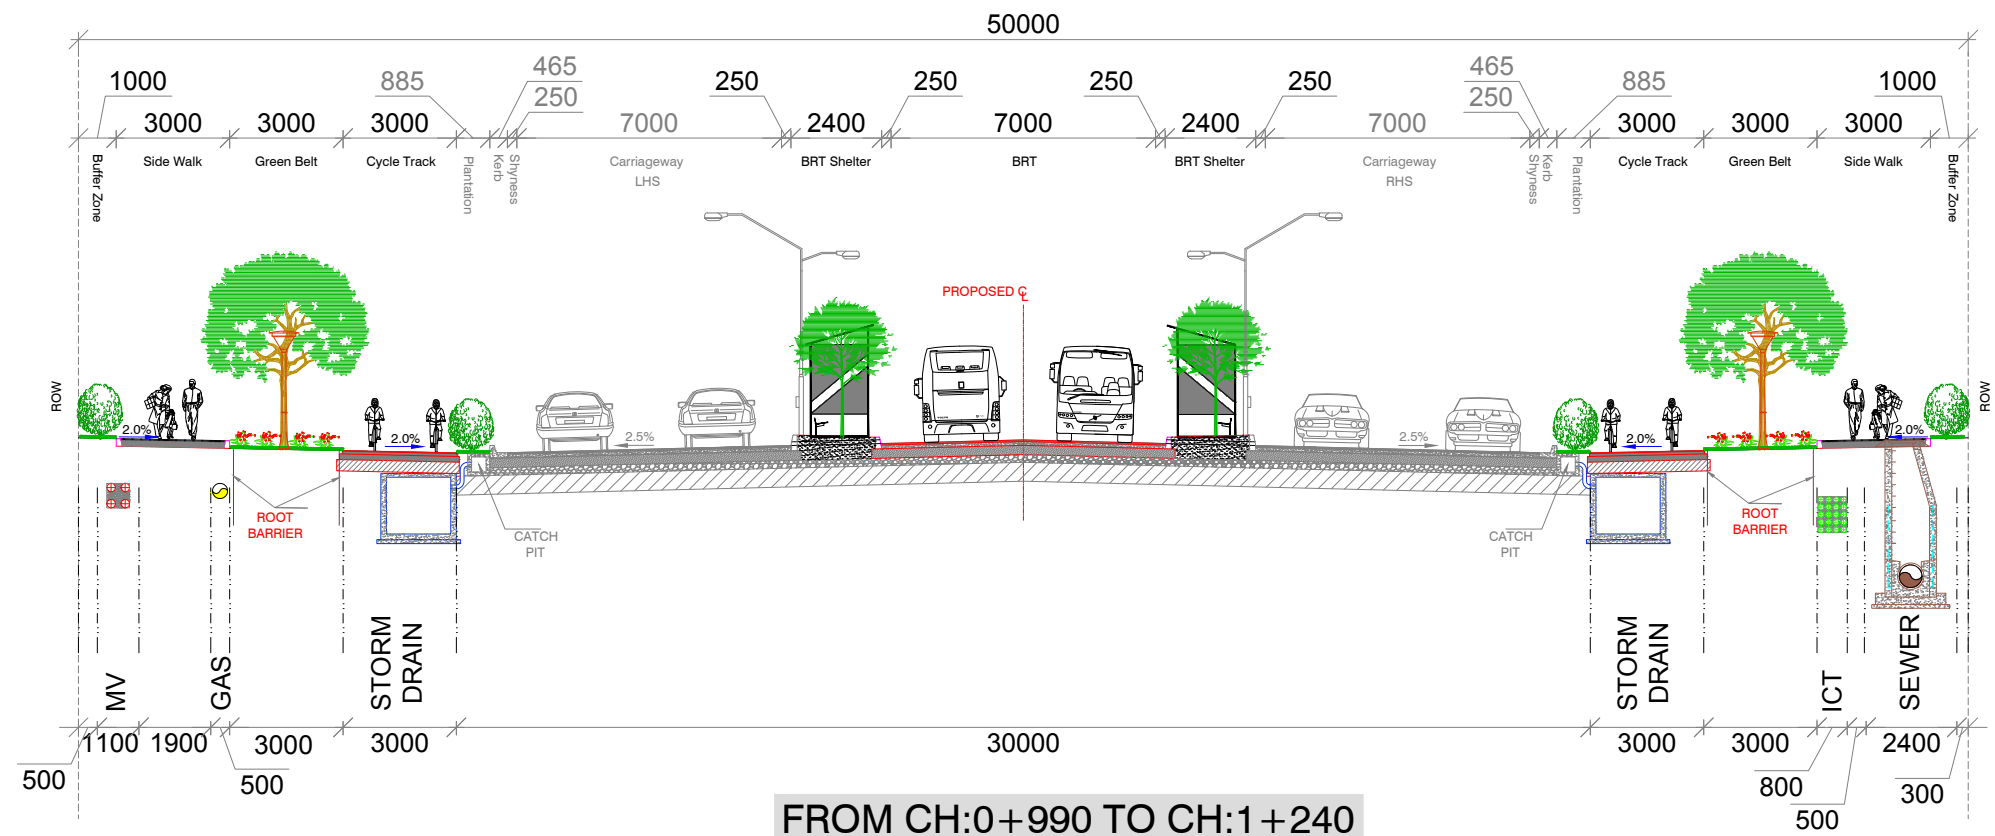 50000
1000 885 465 250 250 250 250 250 465 250 885 1000
3000 3000 3000 7000 2400 7000 2400 7000 3000 3000 3000
Buffer Zone Side Walk Green Belt Cycle Track Plantation Kerb Shyness Carriageway LHS BRT Shelter BRT BRT Shelter Carriageway RHS Shyness Kerb Plantation Cycle Track Green Belt Side Walk Buffer Zone
PROPOSED CL
ROW ROW
2.0% 2.0% 2.5% 2.5% 2.0% 2.0%
ROOT BARRIER
CATCH PIT
CATCH PIT
ROOT BARRIER
MV GAS STORM DRAIN STORM DRAIN ICT SEWER
500 1100 1900 500 3000 3000 30000 3000 3000 800 500 2400 300
FROM CH:0+990 TO CH:1+240